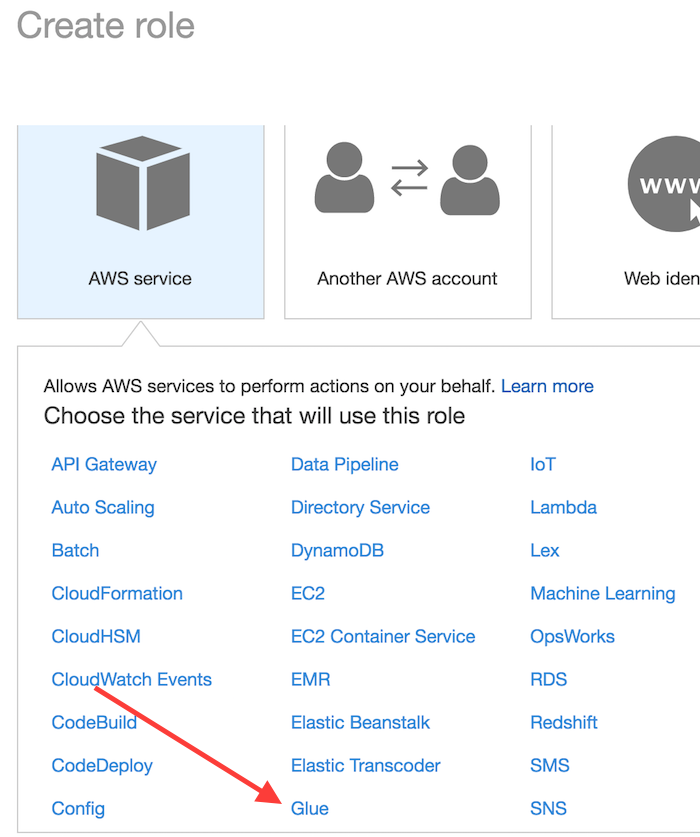 Create role
www
AWS service
Another AWS account
Web iden
Allows AWS services to perform actions on your behalf. Learn more
Choose the service that will use this role
API Gateway
Data Pipeline
IoT
Auto Scaling
Directory Service
Lambda
Batch
DynamoDB
Lex
CloudFormation
EC2
Machine Learning
CloudHSM
EC2 Container Service
OpsWorks
CloudWatch Events
EMR
RDS
CodeBuild
Elastic Beanstalk
Redshift
CodeDeploy
Elastic Transcoder
SMS
Config
Glue
SNS